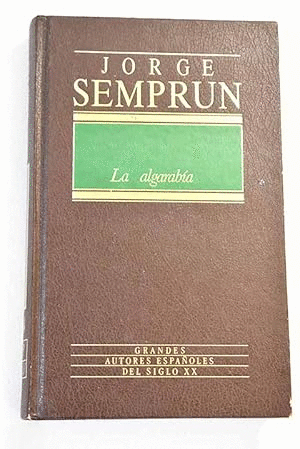 JORGE
SEMPRUN
La algarabía
GRANDES
AUTORES ESPAÑOLES
DEL SIGLO XX